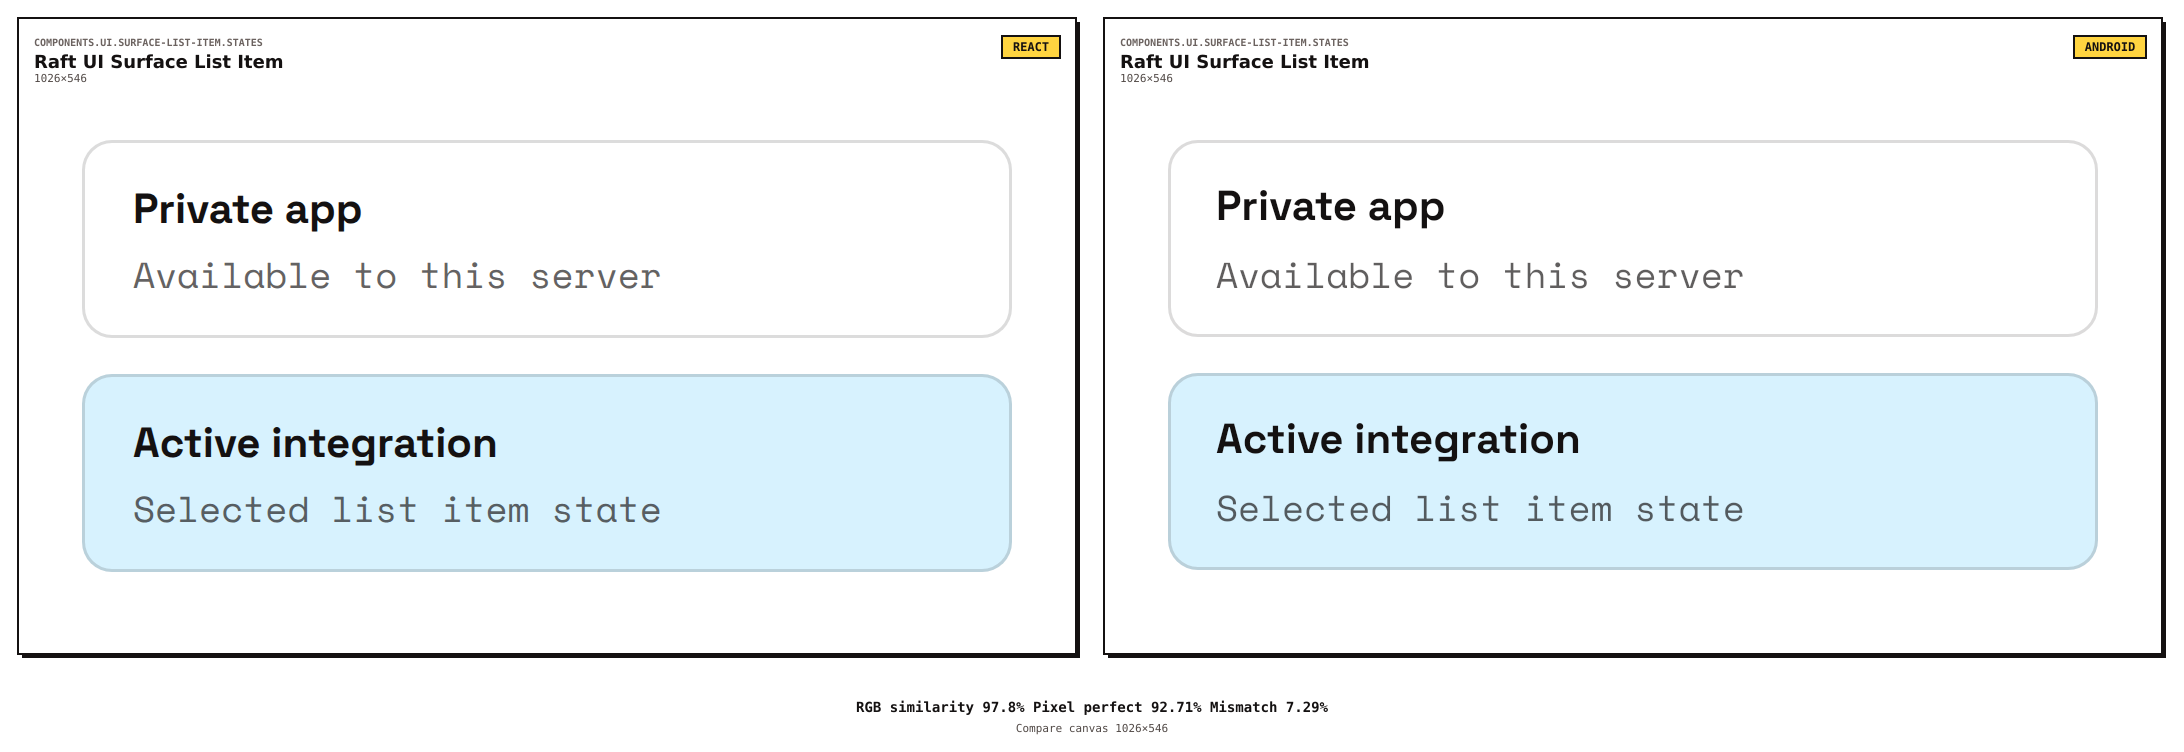 COMPONENTS.UI.SURFACE-LIST-ITEM.STATES
Raft UI Surface List Item
1026×546
REACT
Private app
Available to this server
Active integration
Selected list item state
COMPONENTS.UI.SURFACE-LIST-ITEM.STATES
Raft UI Surface List Item
1026×546
ANDROID
Private app
Available to this server
Active integration
Selected list item state
RGB similarity 97.8% Pixel perfect 92.71% Mismatch 7.29%
Compare canvas 1026×546